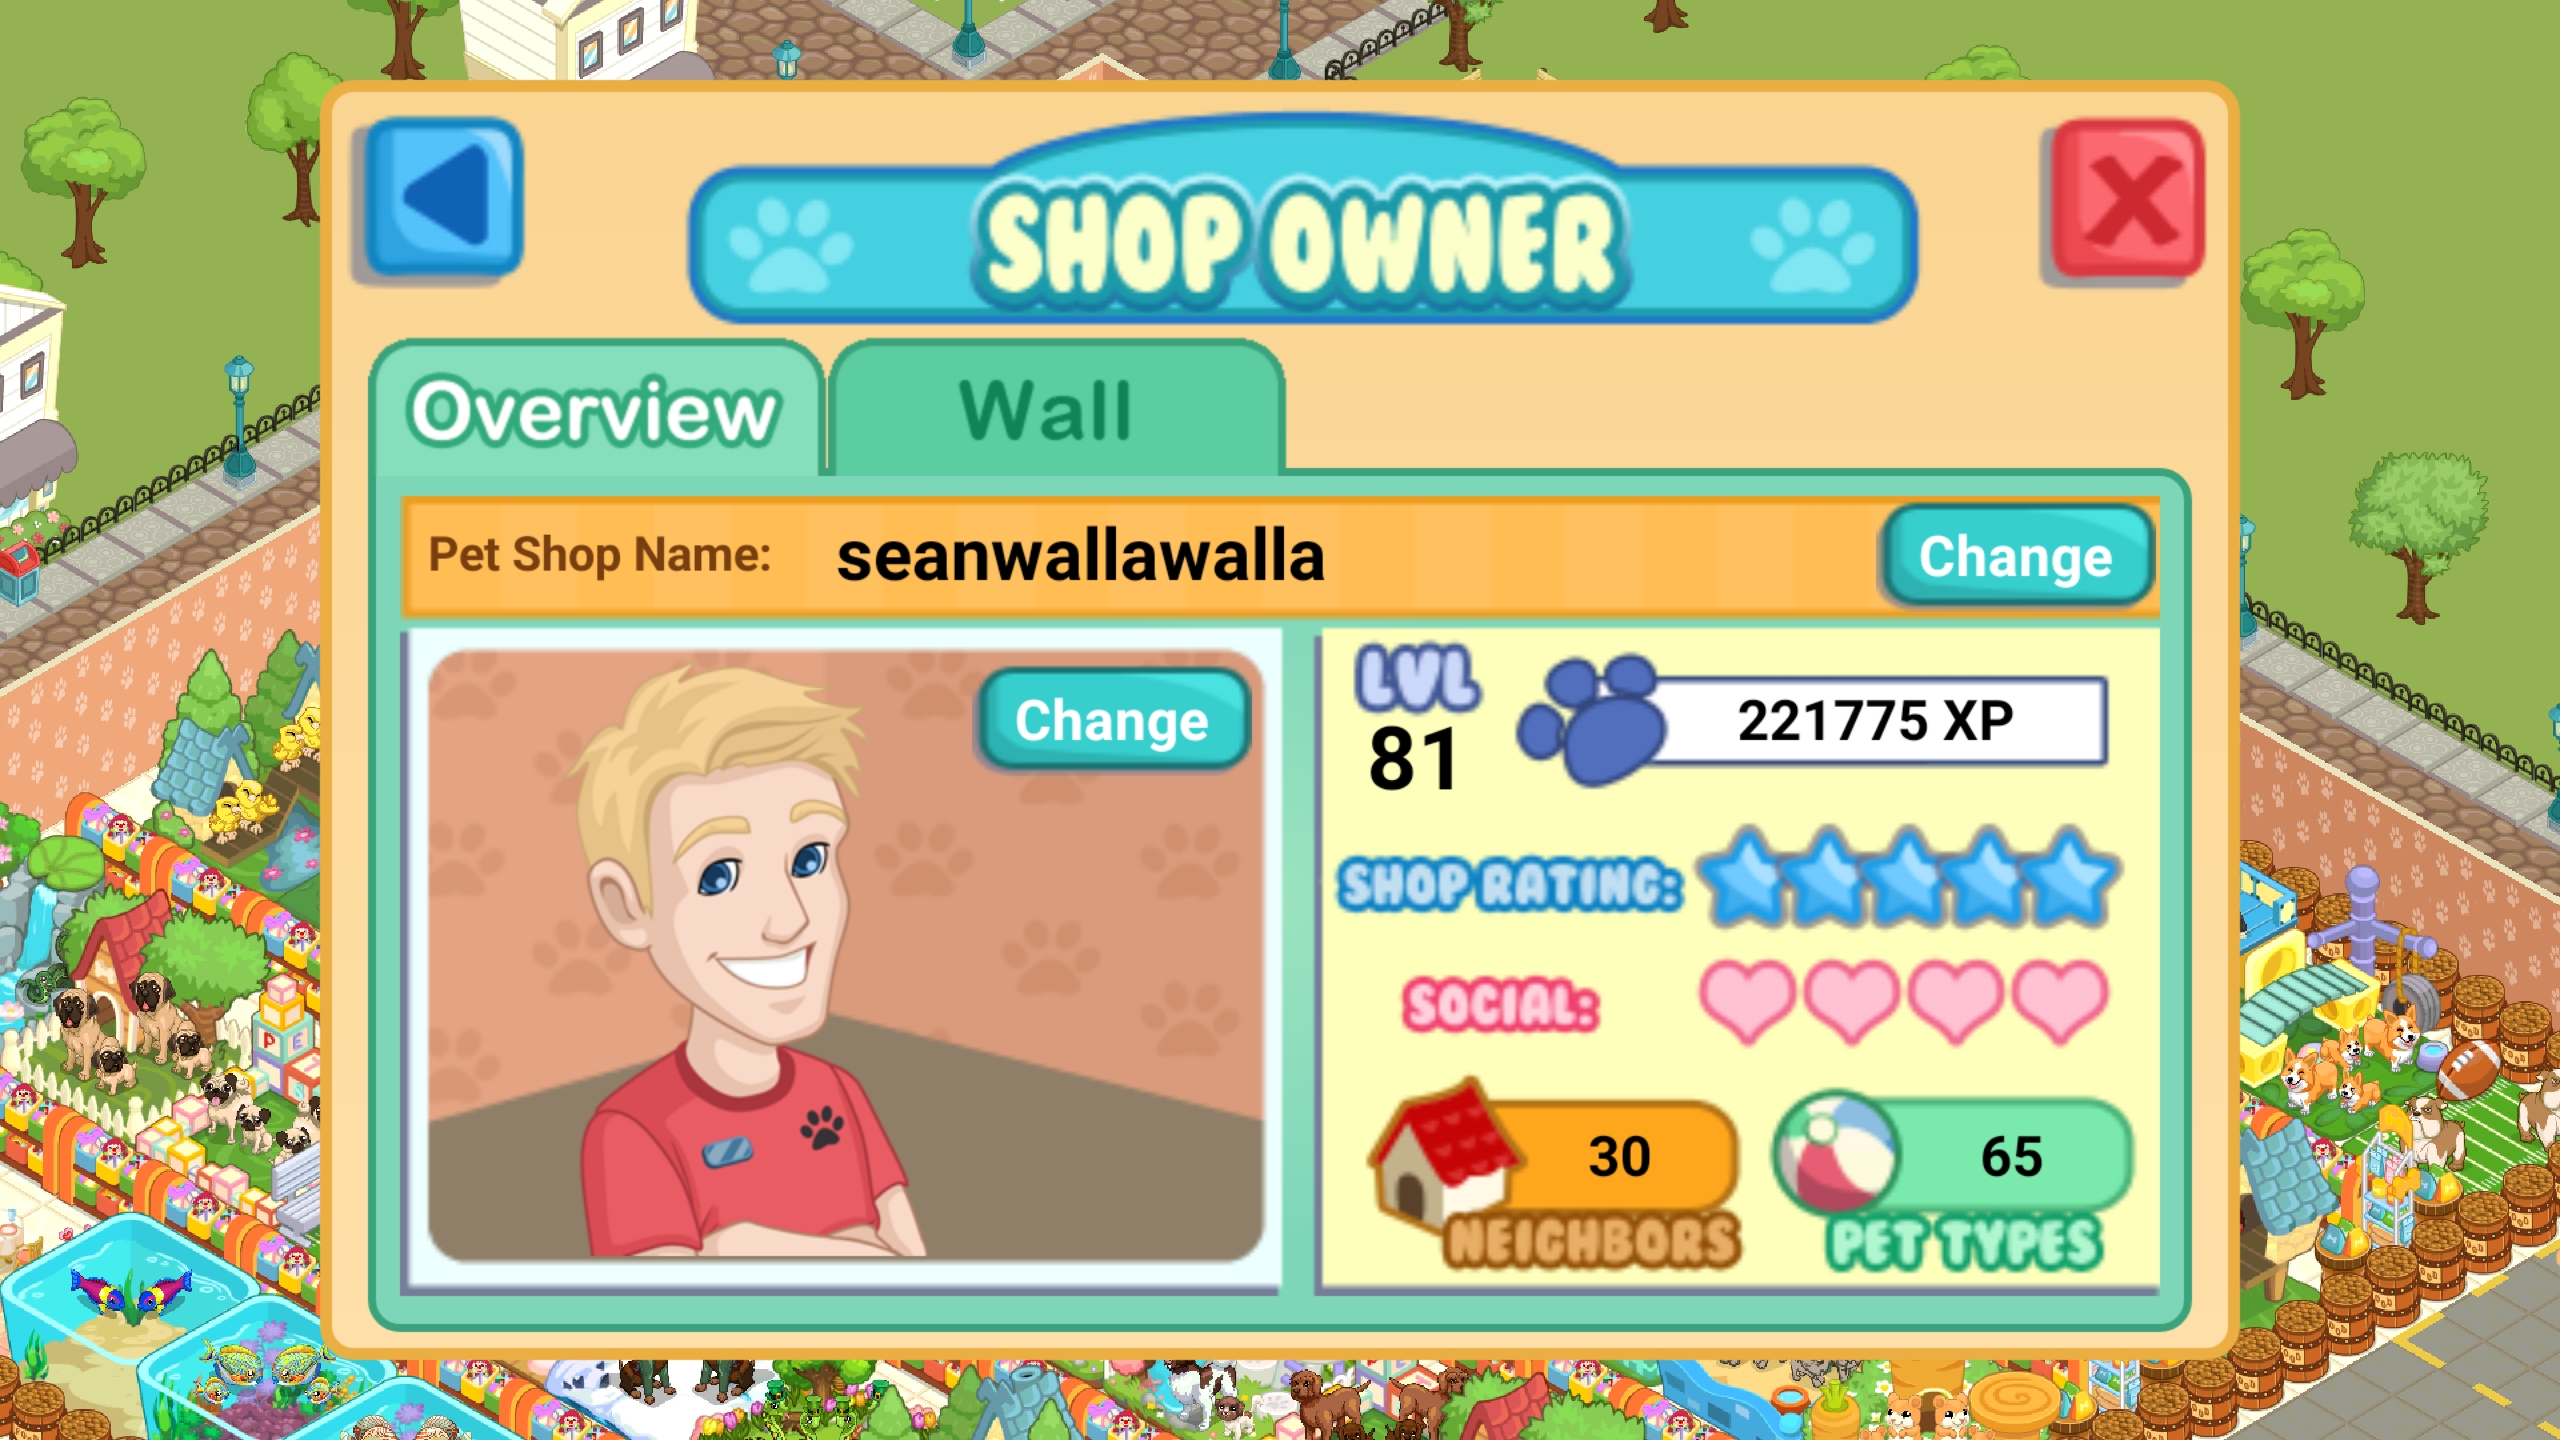 SHOP OWNER
Overview
Wall
Pet Shop Name: seanwallawalla
Change
Change
LVL
81
221775 XP
SHOP RATING:
SOCIAL:
30
NEIGHBORS
65
PET TYPES
P E